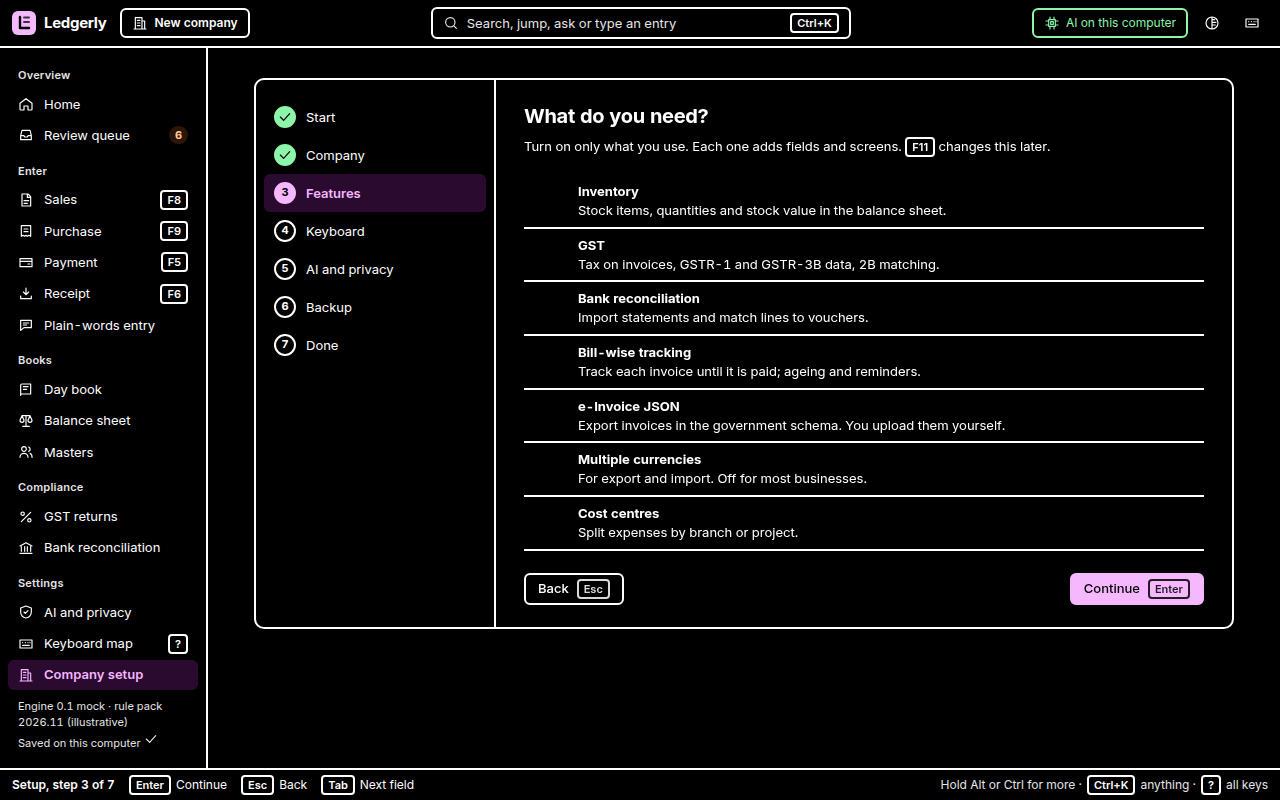 Ledgerly
New company
Search, jump, ask or type an entry
Ctrl+K
AI on this computer
Overview
Home
Review queue 6
Enter
Sales F8
Purchase F9
Payment F5
Receipt F6
Plain-words entry
Books
Day book
Balance sheet
Masters
Compliance
GST returns
Bank reconciliation
Settings
AI and privacy
Keyboard map ?
Company setup
Engine 0.1 mock · rule pack
2026.11 (illustrative)
Saved on this computer
Start
Company
3 Features
4 Keyboard
5 AI and privacy
6 Backup
7 Done
What do you need?
Turn on only what you use. Each one adds fields and screens. F11 changes this later.
Inventory
Stock items, quantities and stock value in the balance sheet.
GST
Tax on invoices, GSTR-1 and GSTR-3B data, 2B matching.
Bank reconciliation
Import statements and match lines to vouchers.
Bill-wise tracking
Track each invoice until it is paid; ageing and reminders.
e-Invoice JSON
Export invoices in the government schema. You upload them yourself.
Multiple currencies
For export and import. Off for most businesses.
Cost centres
Split expenses by branch or project.
Back Esc
Continue Enter
Setup, step 3 of 7 Enter Continue Esc Back Tab Next field
Hold Alt or Ctrl for more · Ctrl+K anything · ? all keys